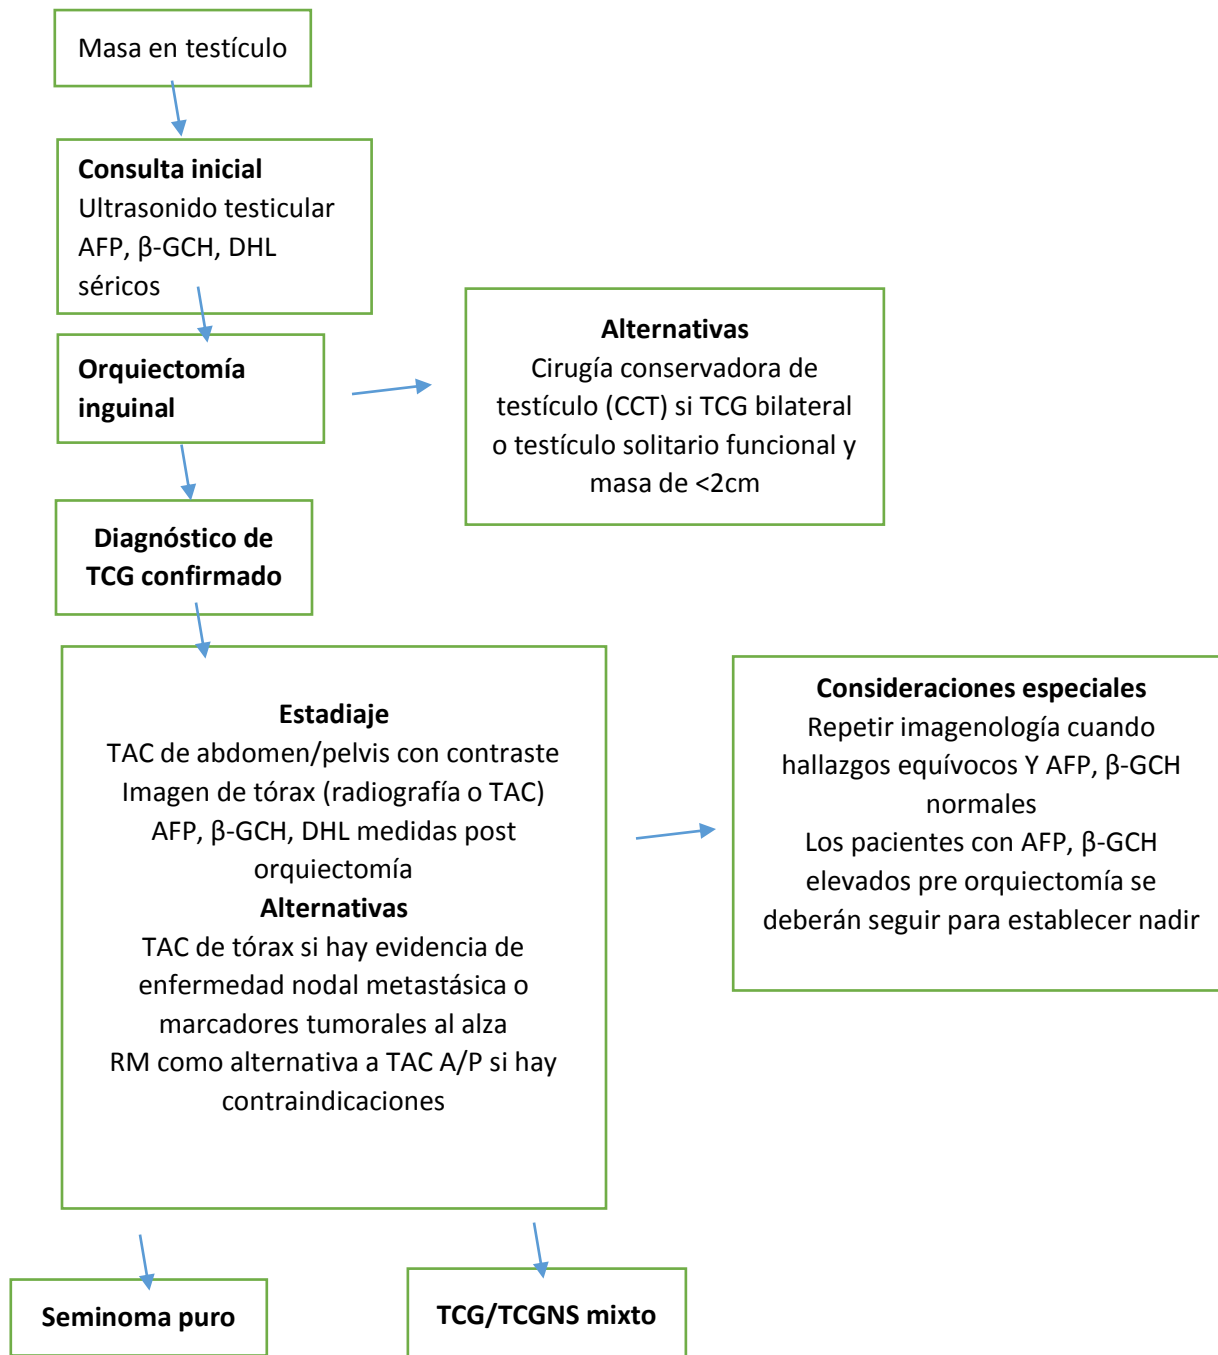 Masa en testículo
Consulta inicial
Ultrasonido testicular
AFP, β-GCH, DHL
séricos
Orquiectomía
inguinal
Alternativas
Cirugía conservadora de
testículo (CCT) si TCG bilateral
o testículo solitario funcional y
masa de <2cm
Diagnóstico de
TCG confirmado
Estadiaje
TAC de abdomen/pelvis con contraste
Imagen de tórax (radiografía o TAC)
AFP, β-GCH, DHL medidas post
orquiectomía
Alternativas
TAC de tórax si hay evidencia de
enfermedad nodal metastásica o
marcadores tumorales al alza
RM como alternativa a TAC A/P si hay
contraindicaciones
Consideraciones especiales
Repetir imagenología cuando
hallazgos equívocos Y AFP, β-GCH
normales
Los pacientes con AFP, β-GCH
elevados pre orquiectomía se
deberán seguir para establecer nadir
Seminoma puro
TCG/TCGNS mixto